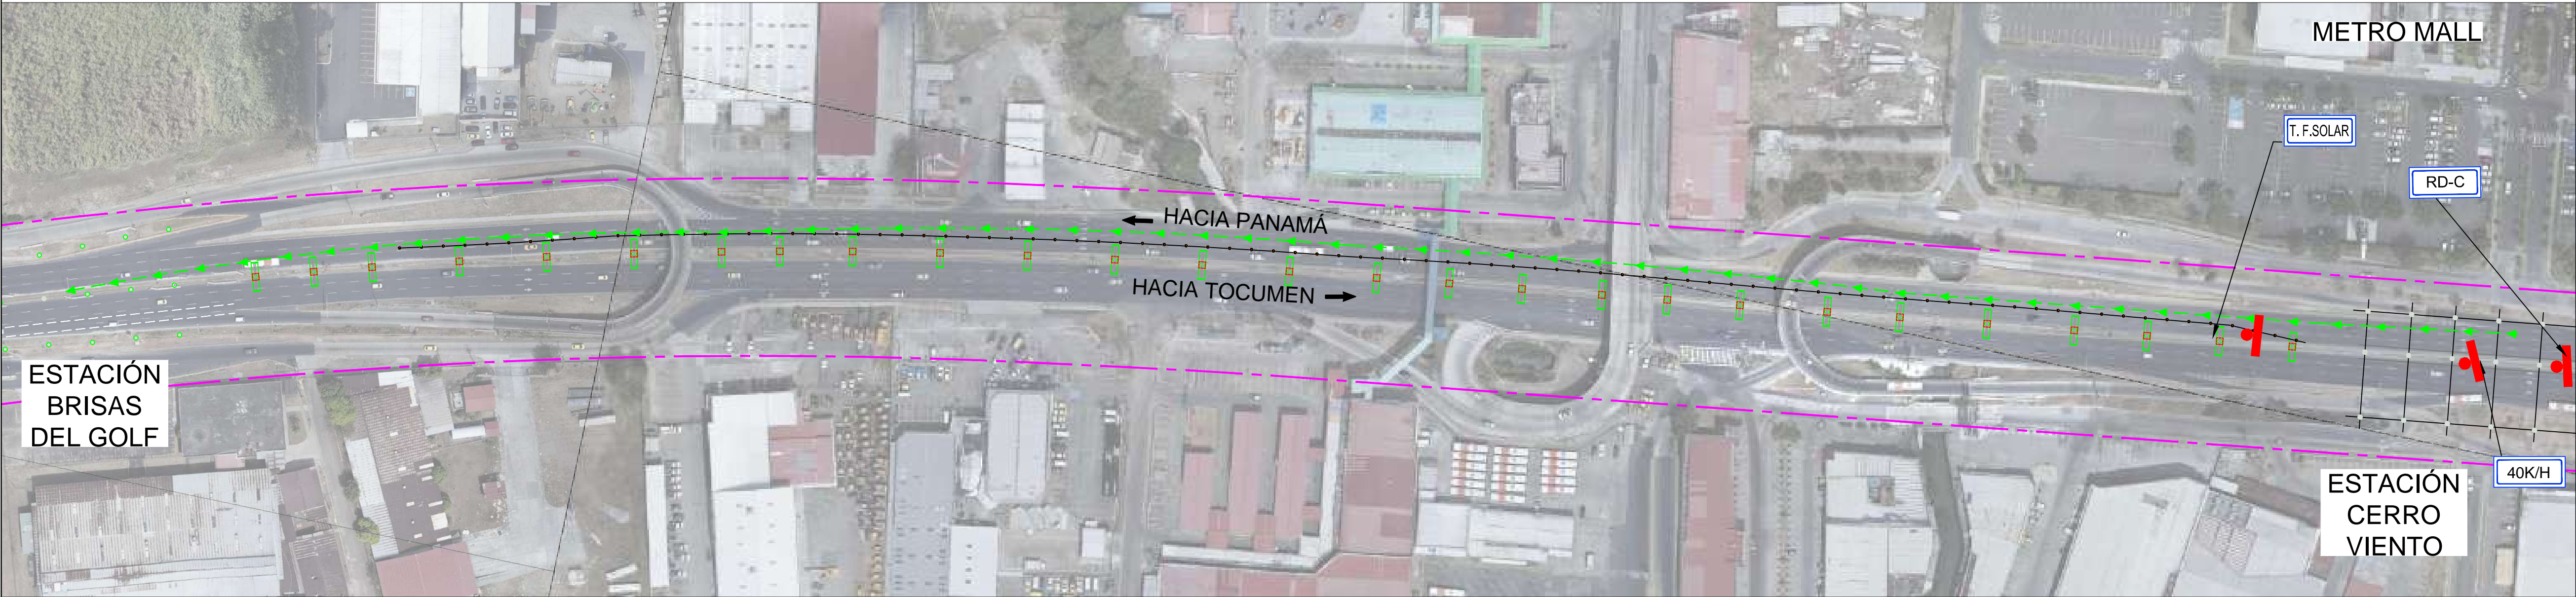 METRO MALL
T. F.SOLAR
RD-C
HACIA PANAMÁ
HACIA TOCUMEN
ESTACIÓN
BRISAS
DEL GOLF
40K/H
ESTACIÓN
CERRO
VIENTO